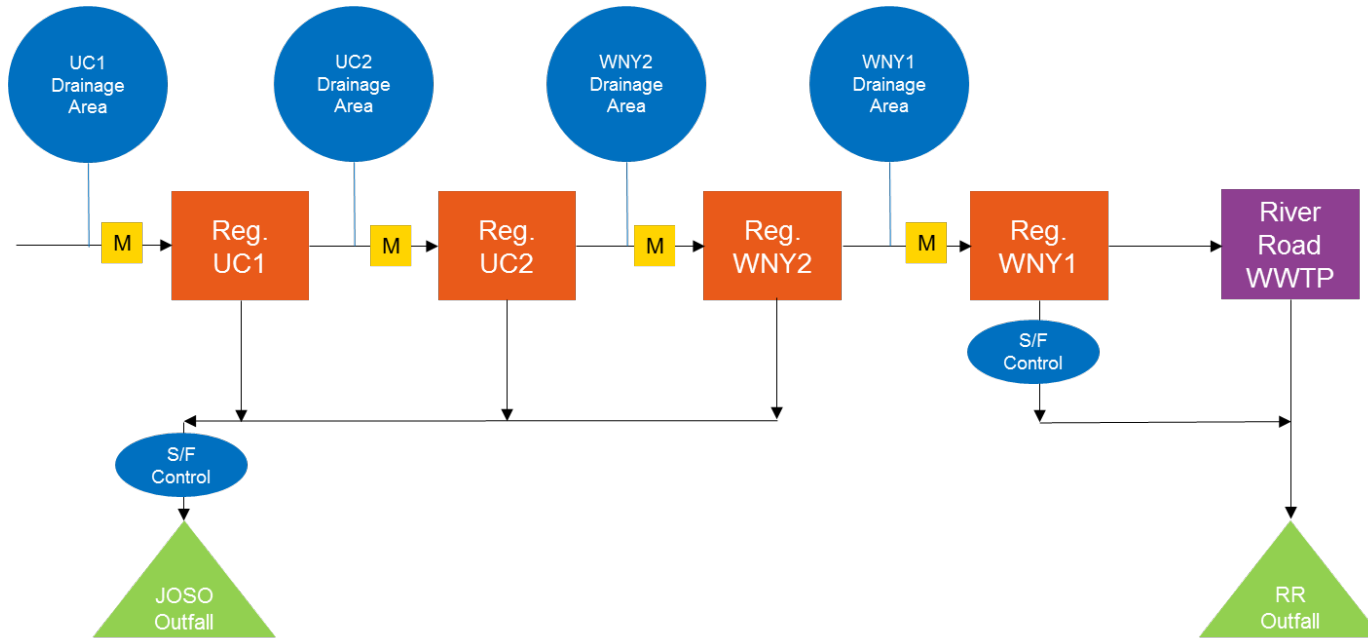 UC1
Drainage
Area
UC2
Drainage
Area
WNY2
Drainage
Area
WNY1
Drainage
Area
M
Reg.
UC1
M
Reg.
UC2
M
Reg.
WNY2
M
Reg.
WNY1
River
Road
WWTP
S/F
Control
S/F
Control
JOSO
Outfall
RR
Outfall